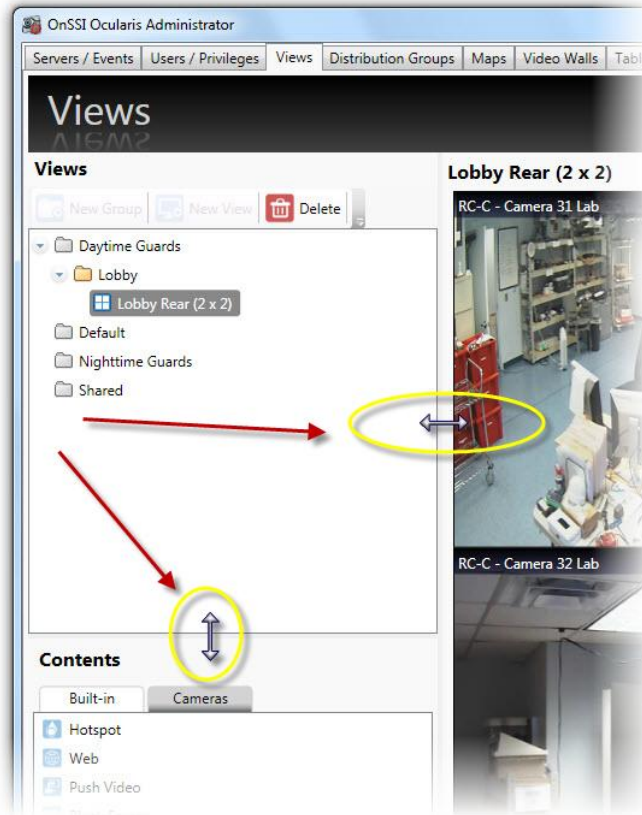 OnSSI Ocularis Administrator
Servers / Events Users / Privileges Views Distribution Groups Maps Video Walls Tabl
Views
Views
New Group New View Delete
Daytime Guards
Lobby
Lobby Rear (2 x 2)
Default
Nighttime Guards
Shared
Contents
Built-in Cameras
Hotspot
Web
Push Video
Lobby Rear (2 x 2)
RC-C - Camera 31 Lab
RC-C - Camera 32 Lab